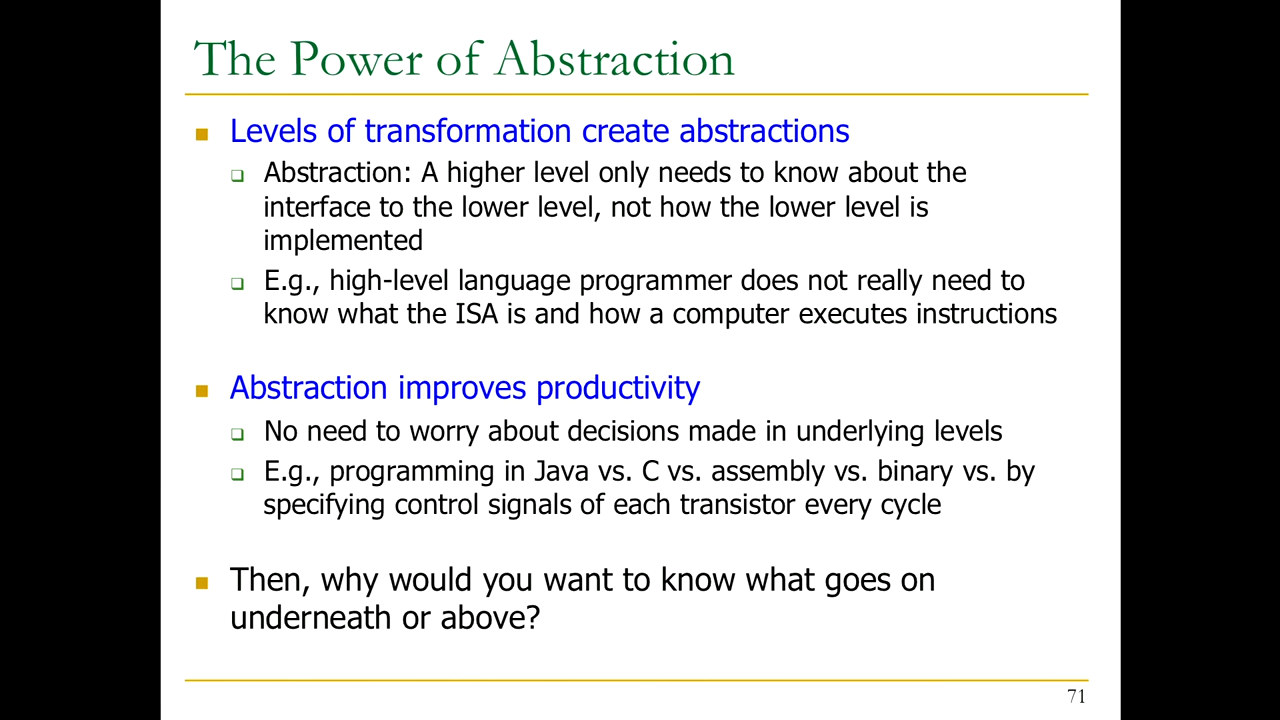 The Power of Abstraction
Levels of transformation create abstractions
Abstraction: A higher level only needs to know about the
interface to the lower level, not how the lower level is
implemented
E.g., high-level language programmer does not really need to
know what the ISA is and how a computer executes instructions
Abstraction improves productivity
No need to worry about decisions made in underlying levels
E.g., programming in Java vs. C vs. assembly vs. binary vs. by
specifying control signals of each transistor every cycle
Then, why would you want to know what goes on
underneath or above?
71